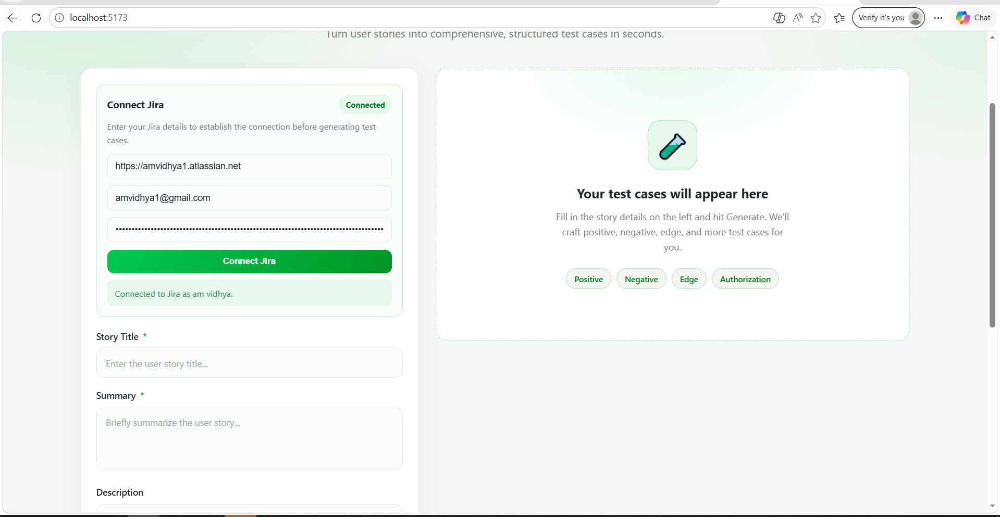 localhost:5173
Verify it's you
Chat
Turn user stories into comprehensive, structured test cases in seconds.
Connect Jira
Connected
Enter your Jira details to establish the connection before generating test
cases.
https://amvidhya1.atlassian.net
amvidhya1@gmail.com
Connect Jira
Connected to Jira as am vidhya.
Story Title *
Enter the user story title...
Summary *
Briefly summarize the user story...
Description
Your test cases will appear here
Fill in the story details on the left and hit Generate. We'll
craft positive, negative, edge, and more test cases for
you.
Positive
Negative
Edge
Authorization